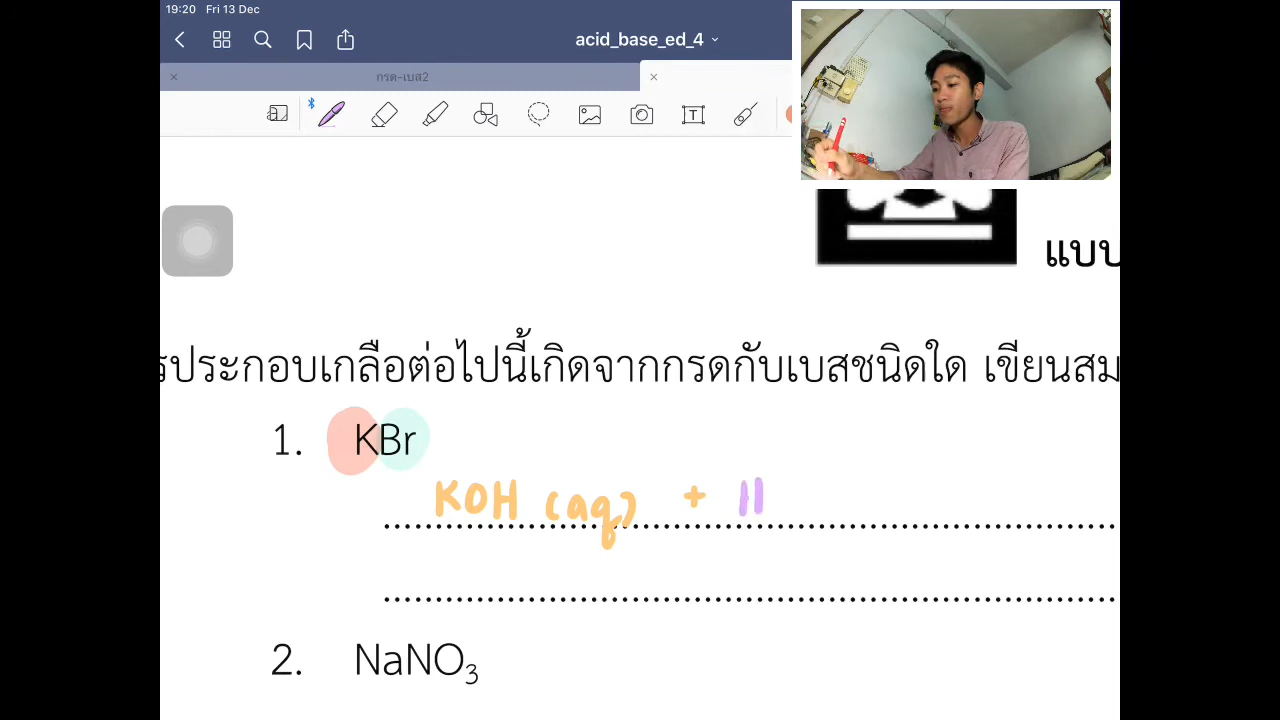 19:20 Fri 13 Dec
acid_base_ed_4
กรด-เบส2
แบบ
รประกอบเกลือต่อไปนี้เกิดจากกรดกับเบสชนิดใด เขียนสม
1. KBr
KOH (aq) +
2. NaNO₃